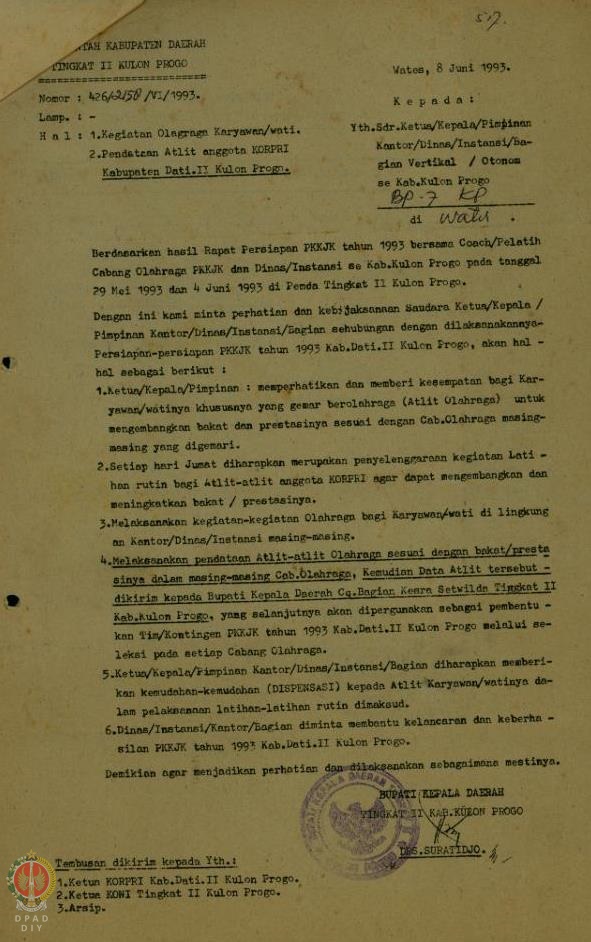 517.
TAH KABUPATEN DAERAH
TINGKAT II KULON PROGO
Wates, 8 Juni 1993.
Nomor : 426/2158/VI/1993.
Lamp. : -
H a l : 1.Kegiatan Olagraga Karyawan/wati.
2.Pendataan Atlit anggota KORPRI
Kabupaten Dati.II Kulon Progo.
K e p a d a :
Yth.Sdr.Ketua/Kepala/Pimpinan
Kantor/Dinas/Instansi/Ba-
gian Vertikal / Otonom
se Kab.Kulon Progo
BP-7 KP
di Wates .
Berdasarkan hasil Rapat Persiapan PKKJK tahun 1993 bersama Coach/Pelatih
Cabang Olahraga PKKJK dan Dinas/Instansi se Kab.Kulon Progo pada tanggal
29 Mei 1993 dan 4 Juni 1993 di Pemda Tingkat II Kulon Progo.
Dengan ini kami minta perhatian dan kebijaksanaan Saudara Ketua/Kepala /
Pimpinan Kantor/Dinas/Instansi/Bagian sehubungan dengan dilaksanakannya-
Persiapan-persiapan PKKJK tahun 1993 Kab.Dati.II Kulon Progo, akan hal -
hal sebagai berikut :
1.Ketua/Kepala/Pimpinan : memperhatikan dan memberi kesempatan bagi Kar-
yawan/watinya khususnya yang gemar berolahraga (Atlit Olahraga) untuk
mengembangkan bakat dan prestasinya sesuai dengan Cab.Olahraga masing-
masing yang digemari.
2.Setiap hari Jumat diharapkan merupakan penyelenggaraan kegiatan Lati -
han rutin bagi Atlit-atlit anggota KORPRI agar dapat mengembangkan dan
meningkatkan bakat / prestasinya.
3.Melaksanakan kegiatan-kegiatan Olahraga bagi Karyawan/wati di lingkung
an Kantor/Dinas/Instansi masing-masing.
4.Melaksanakan pendataan Atlit-atlit Olahraga sesuai dengan bakat/presta
sinya dalam masing-masing Cab.Olahraga, Kemudian Data Atlit tersebut -
dikirim kepada Bupati Kepala Daerah Cq.Bagian Kesra Setwilda Tingkat II
Kab.Kulon Progo, yang selanjutnya akan dipergunakan sebagai pembentu -
kan Tim/Kontingen PKKJK tahun 1993 Kab.Dati.II Kulon Progo melalui se-
leksi pada setiap Cabang Olahraga.
5.Ketua/Kepala/Pimpinan Kantor/Dinas/Instansi/Bagian diharapkan memberi-
kan kemudahan-kemudahan (DISPENSASI) kepada Atlit Karyawan/watinya da-
lam pelaksanaan latihan-latihan rutin dimaksud.
6.Dinas/Instansi/Kantor/Bagian diminta membantu kelancaran dan keberha -
silan PKKJK tahun 1993 Kab.Dati.II Kulon Progo.
Demikian agar menjadikan perhatian dan dilaksanakan sebagaimana mestinya.
BUPATI KEPALA DAERAH
TINGKAT II KAB.KULON PROGO
DRS.SURATIDJO.
BUPATI KEPALA DAERAH
Tembusan dikirim kepada Yth.:
1.Ketua KORPRI Kab.Dati.II Kulon Progo.
2.Ketua KONI Tingkat II Kulon Progo.
3.Arsip.
DPAD
DIY